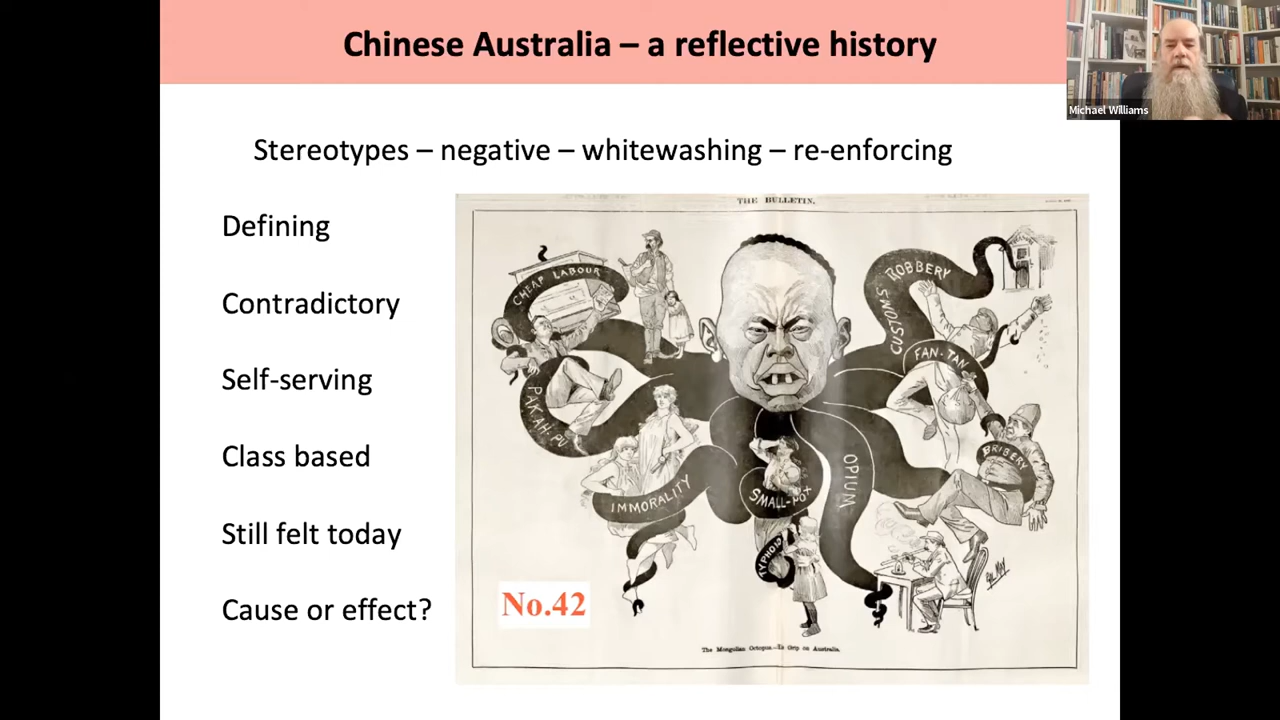 Chinese Australia – a reflective history
Michael Williams
Stereotypes – negative – whitewashing – re-enforcing
Defining
Contradictory
Self-serving
Class based
Still felt today
Cause or effect?
THE BULLETIN.
CHEAP LABOUR
CUSTOMS ROBBERY
FAN-TAN
PAK-AH-PU
BRIBERY
IMMORALITY
SMALL-POX
OPIUM
TYPHOID
No.42
The Mongolian Octopus—Its Grip on Australia.